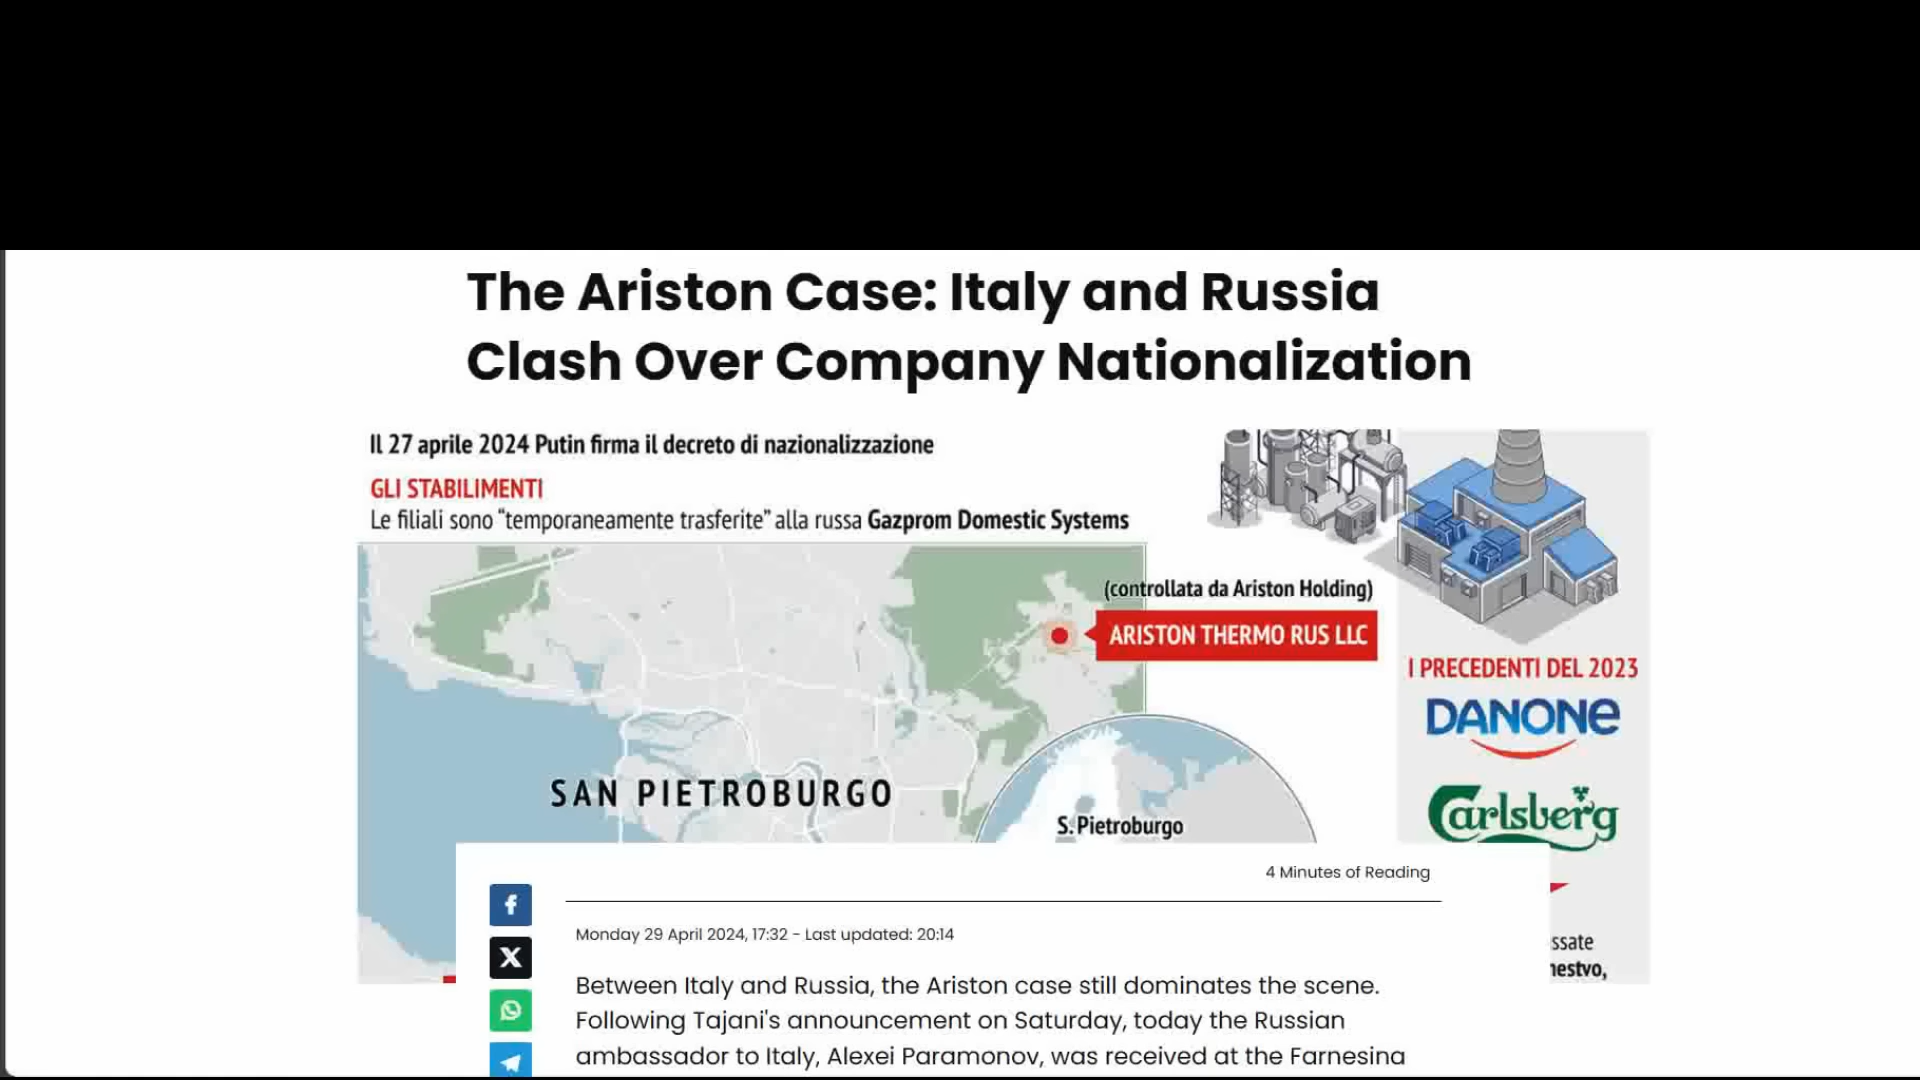 The Ariston Case: Italy and Russia
Clash Over Company Nationalization
Il 27 aprile 2024 Putin firma il decreto di nazionalizzazione
GLI STABILIMENTI
Le filiali sono “temporaneamente trasferite” alla russa Gazprom Domestic Systems
(controllata da Ariston Holding)
ARISTON THERMO RUS LLC
I PRECEDENTI DEL 2023
DANONE
Carlsberg
SAN PIETROBURGO
S. Pietroburgo
4 Minutes of Reading
Monday 29 April 2024, 17:32 - Last updated: 20:14
Between Italy and Russia, the Ariston case still dominates the scene.
Following Tajani's announcement on Saturday, today the Russian
ambassador to Italy, Alexei Paramonov, was received at the Farnesina